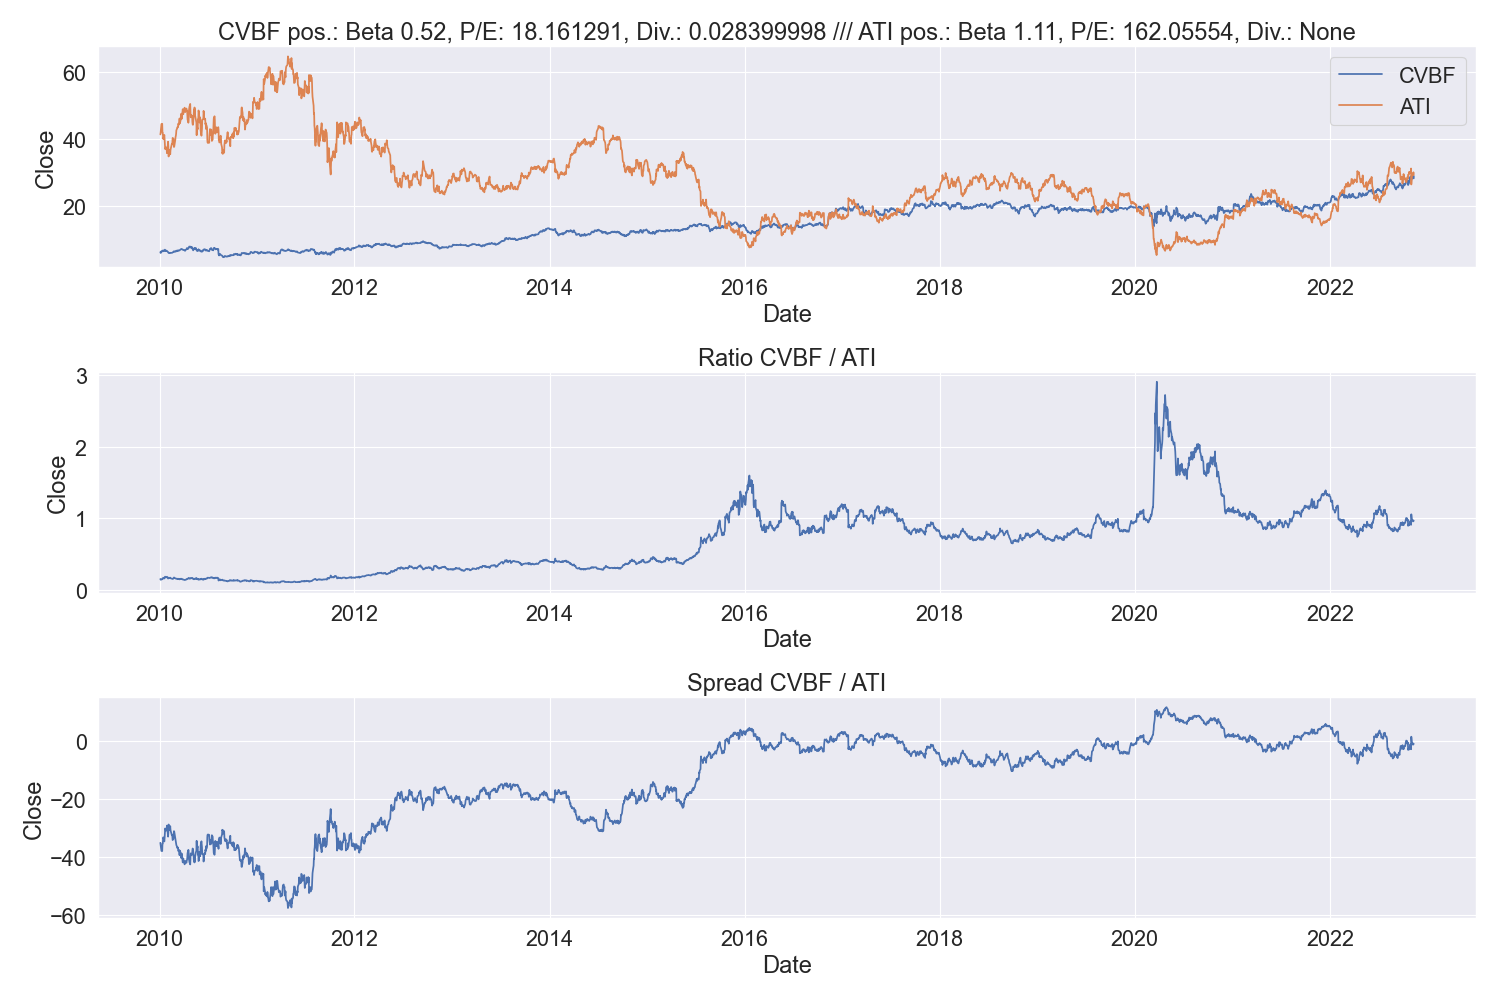 CVBF pos.: Beta 0.52, P/E: 18.161291, Div.: 0.028399998 /// ATI pos.: Beta 1.11, P/E: 162.05554, Div.: None
CVBF
ATI
Close
60
40
20
2010 2012 2014 2016 2018 2020 2022
Date
Ratio CVBF / ATI
Close
3
2
1
0
2010 2012 2014 2016 2018 2020 2022
Date
Spread CVBF / ATI
Close
0
−20
−40
−60
2010 2012 2014 2016 2018 2020 2022
Date